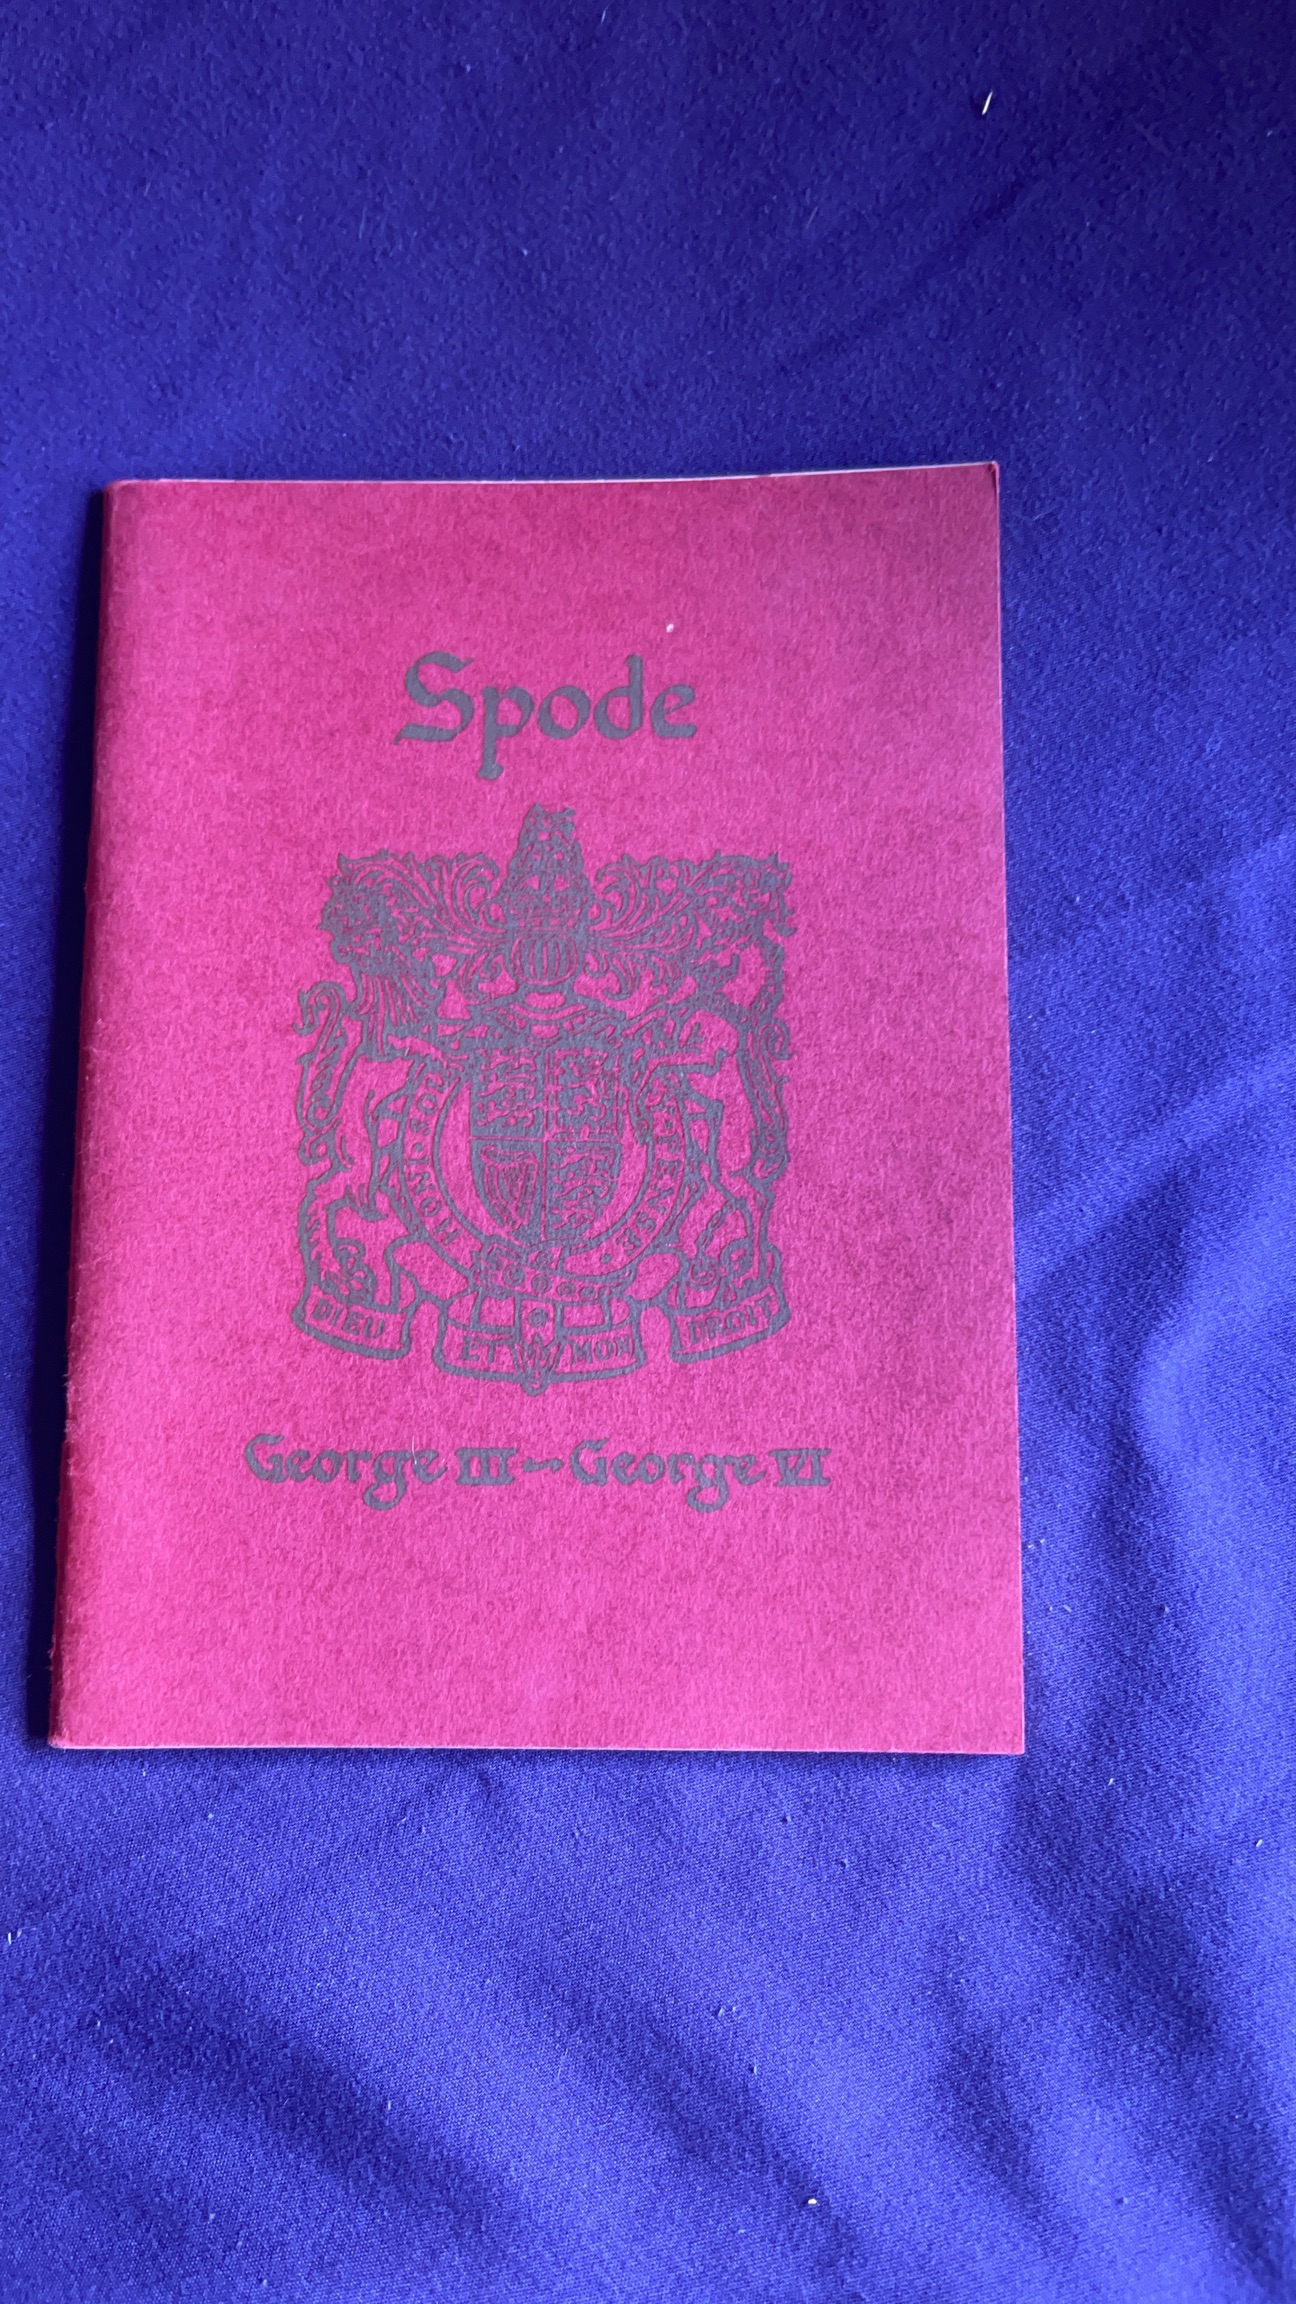 Spode
HONI SOIT
QUI MAL Y PENSE
DIEU ET MON DROIT
George III - George VI